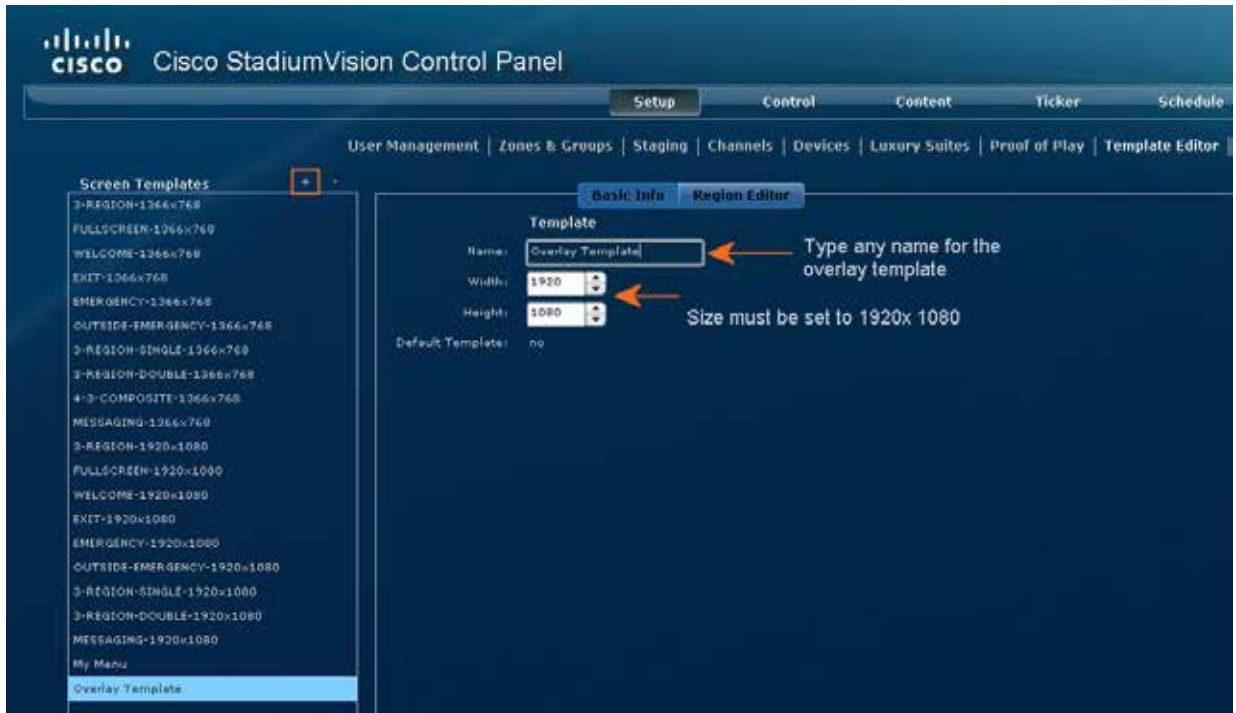 CISCO Cisco StadiumVision Control Panel
Setup Control Content Ticker Schedule
User Management | Zones & Groups | Staging | Channels | Devices | Luxury Suites | Proof of Play | Template Editor |
Screen Templates + -
3-REGION-1366x768
FULLSCREEN-1366x768
WELCOME-1366x768
EXIT-1366x768
EMERGENCY-1366x768
OUTSIDE-EMERGENCY-1366x768
3-REGION-SINGLE-1366x768
3-REGION-DOUBLE-1366x768
4-3-COMPOSITE-1366x768
MESSAGING-1366x768
3-REGION-1920x1080
FULLSCREEN-1920x1080
WELCOME-1920x1080
EXIT-1920x1080
EMERGENCY-1920x1080
OUTSIDE-EMERGENCY-1920x1080
3-REGION-SINGLE-1920x1080
3-REGION-DOUBLE-1920x1080
MESSAGING-1920x1080
My Menu
Overlay Template
Basic Info Region Editor
Template
Name: Overlay Template
Type any name for the
overlay template
Width: 1920
Height: 1080
Size must be set to 1920x 1080
Default Template: no